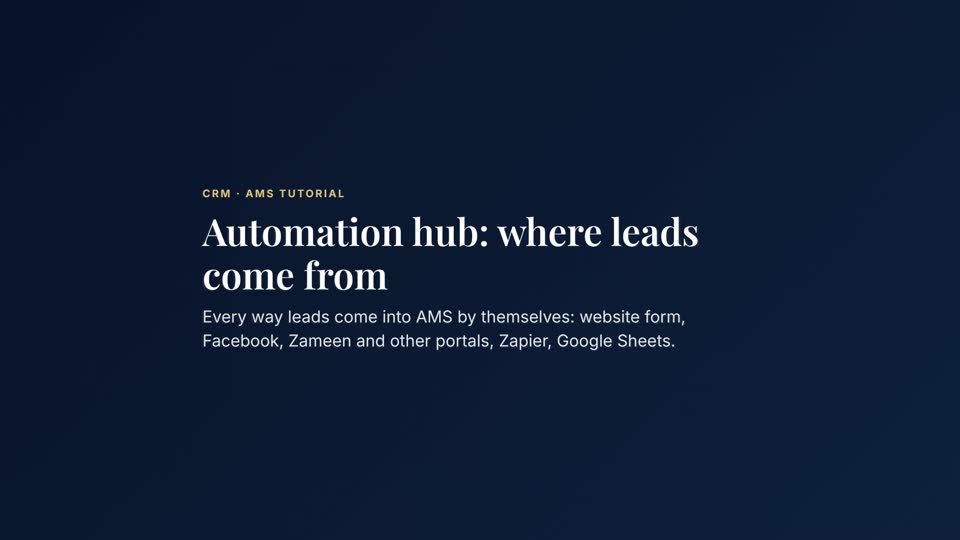 CRM · AMS TUTORIAL
Automation hub: where leads
come from
Every way leads come into AMS by themselves: website form,
Facebook, Zameen and other portals, Zapier, Google Sheets.